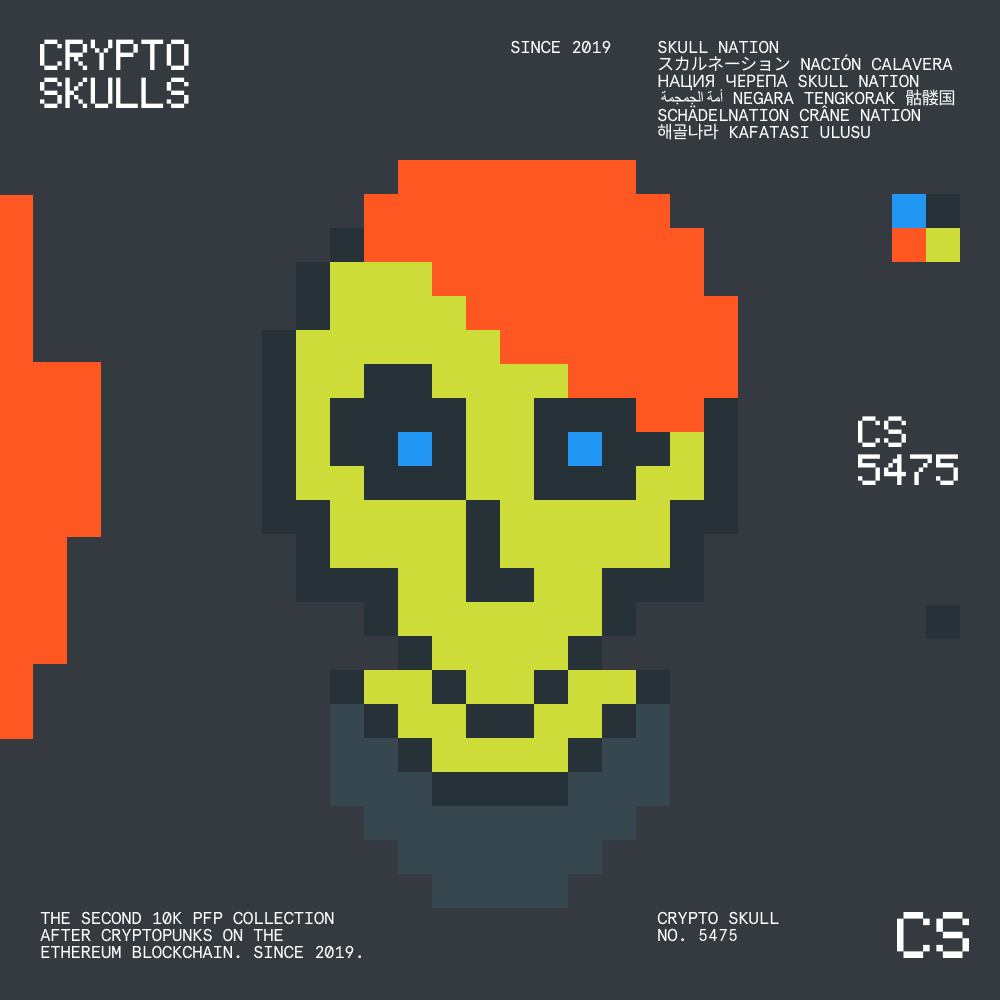 CRYPTO
SKULLS
SINCE 2019
SKULL NATION
スカルネーション NACIÓN CALAVERA
НАЦИЯ ЧЕРЕПА SKULL NATION
أمة الجمجمة NEGARA TENGKORAK 骷髅国
SCHÄDELNATION CRÂNE NATION
해골나라 KAFATASI ULUSU
CS
5475
THE SECOND 10K PFP COLLECTION
AFTER CRYPTOPUNKS ON THE
ETHEREUM BLOCKCHAIN. SINCE 2019.
CRYPTO SKULL
NO. 5475
CS